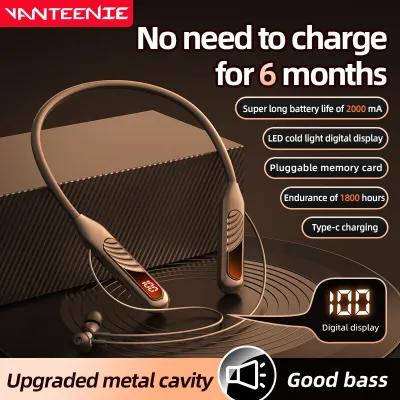 VANTEENIE
No need to charge
for 6 months
Super long battery life of 2000 mA
LED cold light digital display
Pluggable memory card
Endurance of 1800 hours
Type-c charging
100
100
Digital display
Upgraded metal cavity
Good bass